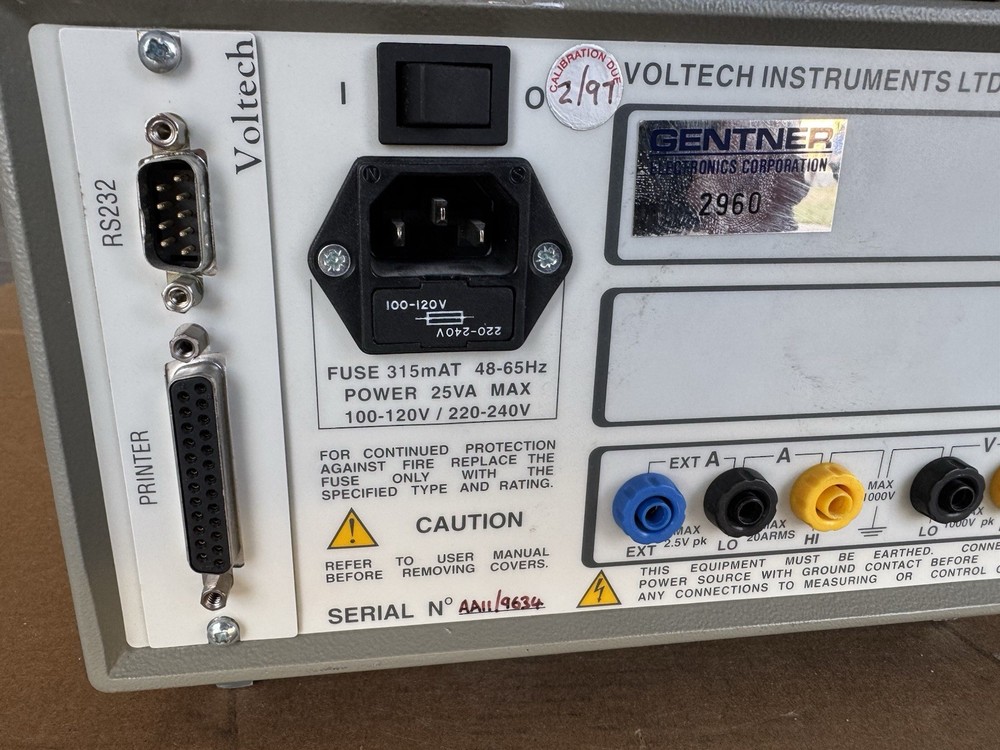 Voltech
RS232
PRINTER
I
O
CALIBRATION DUE
2/97
VOLTECH INSTRUMENTS LTD
GENTNER
ELECTRONICS CORPORATION
2960
100-120V
220-240V
FUSE 315mAT 48-65Hz
POWER 25VA MAX
100-120V / 220-240V
FOR CONTINUED PROTECTION
AGAINST FIRE REPLACE THE
FUSE ONLY WITH THE
SPECIFIED TYPE AND RATING.
CAUTION
REFER TO USER MANUAL
BEFORE REMOVING COVERS.
SERIAL Nº AA11/9634
EXT A
A
V
MAX
1000V
EXT
MAX
2.5V pk
LO
MAX
20ARMS
HI
LO
MAX
1000V pk
THIS EQUIPMENT MUST BE EARTHED.
POWER SOURCE WITH GROUND CONTACT BEFORE
ANY CONNECTIONS TO MEASURING OR CONTROL